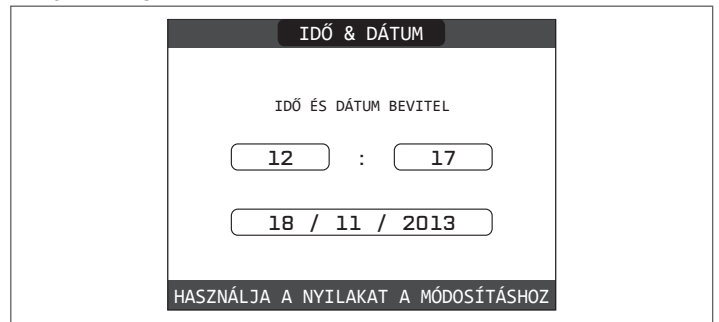 IDŐ & DÁTUM
IDŐ ÉS DÁTUM BEVITEL
12 : 17
18 / 11 / 2013
HASZNÁLJA A NYILAKAT A MÓDOSÍTÁSHOZ